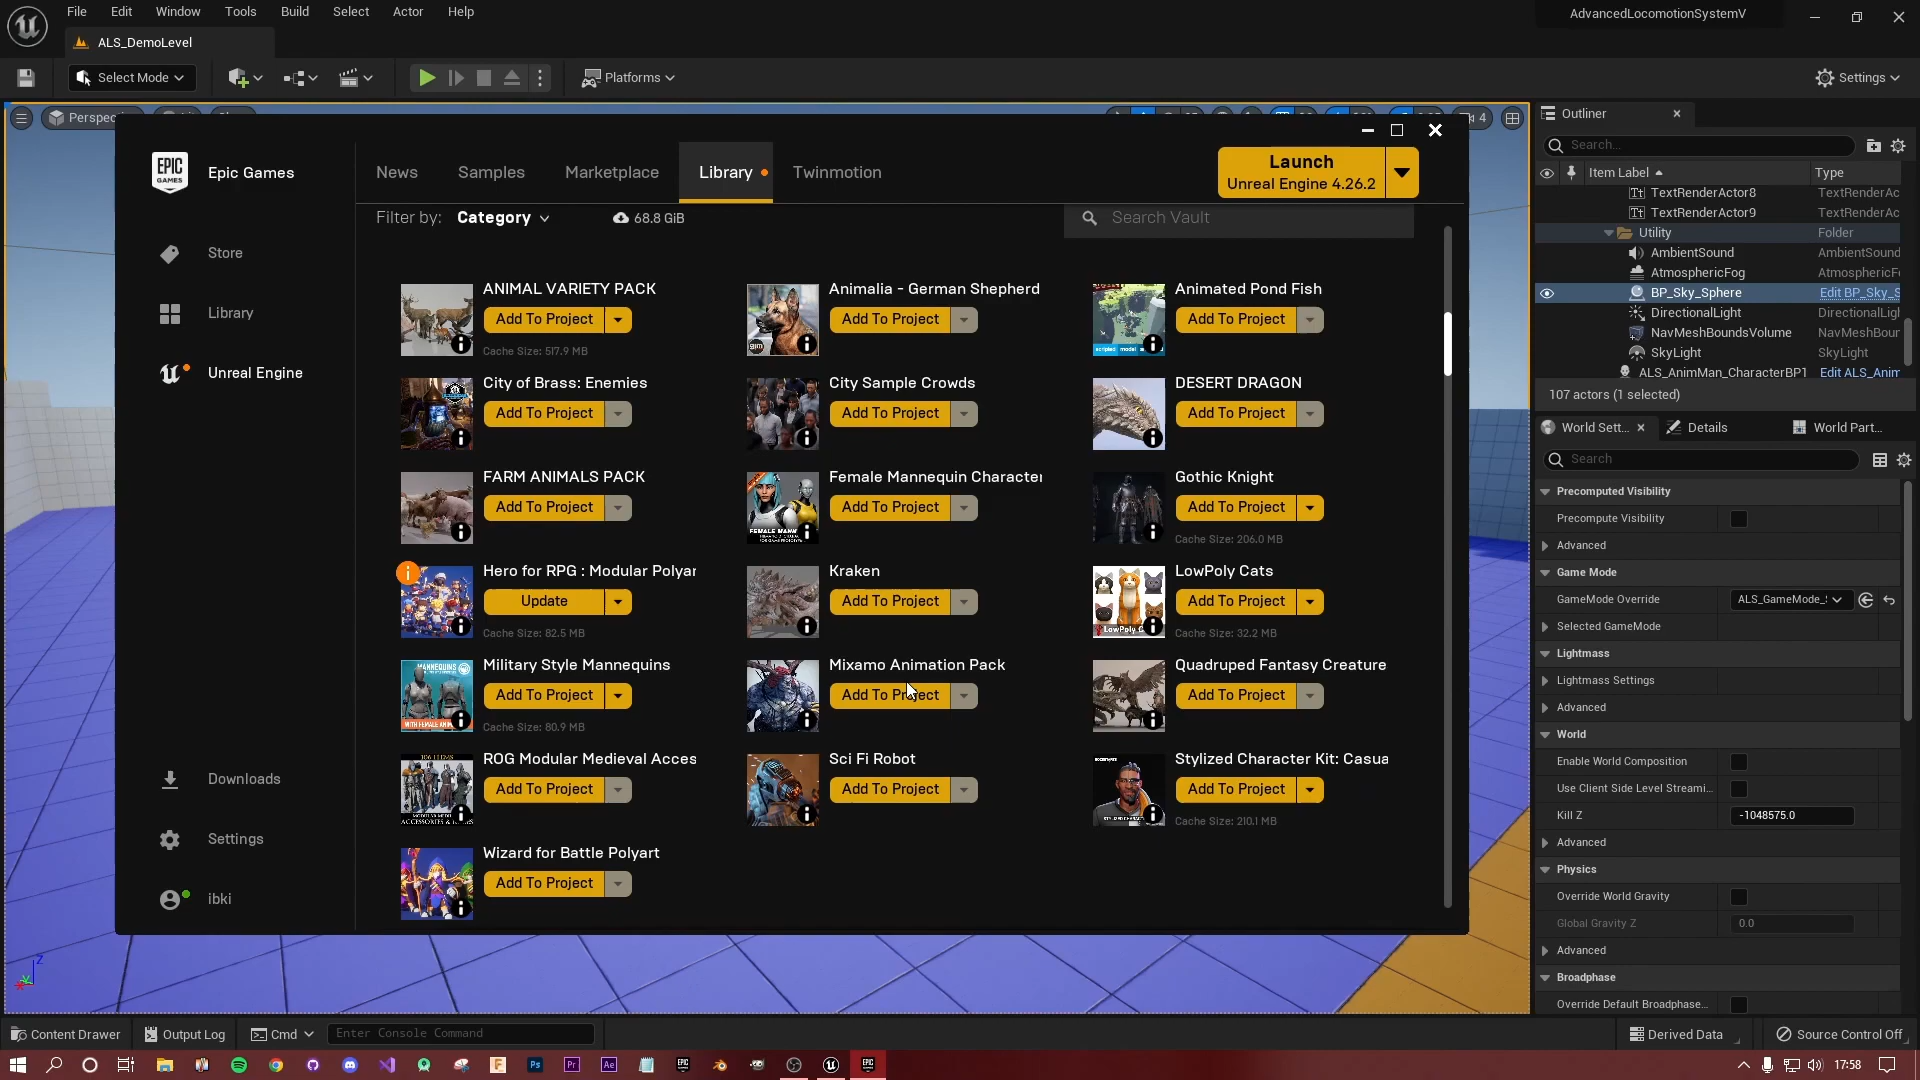 File Edit Window Tools Build Select Actor Help
AdvancedLocomotionSystemV
ALS_DemoLevel
Select Mode
Platforms
Settings
4
Outliner
Search...
Item Label
Type
TextRenderActor8 TextRenderAc
TextRenderActor9 TextRenderAc
Utility Folder
AmbientSound AmbientSound
AtmosphericFog AtmosphericFo
BP_Sky_Sphere Edit BP_Sky_S
DirectionalLight DirectionalLigh
NavMeshBoundsVolume NavMeshBoun
SkyLight SkyLight
ALS_AnimMan_CharacterBP1 Edit ALS_Anim
107 actors (1 selected)
World Sett...
Details
World Part...
Search
Precomputed Visibility
Precompute Visibility
Advanced
Game Mode
GameMode Override
Selected GameMode
Lightmass
Lightmass Settings
Advanced
World
Enable World Composition
Use Client Side Level Streami...
Kill Z -1048575.0
Advanced
Physics
Override World Gravity
Global Gravity Z 0.0
Advanced
Broadphase
Override Default Broadphase...
EPIC
GAMES
Epic Games
Store
Library
Unreal Engine
Downloads
Settings
ibki
News Samples Marketplace Library Twinmotion
Launch
Unreal Engine 4.26.2
Filter by: Category
68.8 GiB
Search Vault
ANIMAL VARIETY PACK
Add To Project
Cache Size: 517.9 MB
Animalia - German Shepherd
Add To Project
Animated Pond Fish
Add To Project
City of Brass: Enemies
Add To Project
City Sample Crowds
Add To Project
DESERT DRAGON
Add To Project
FARM ANIMALS PACK
Add To Project
Female Mannequin Character
Add To Project
Gothic Knight
Add To Project
Cache Size: 206.0 MB
Hero for RPG : Modular Polyar
Update
Cache Size: 82.5 MB
Kraken
Add To Project
LowPoly Cats
Add To Project
Cache Size: 32.2 MB
Military Style Mannequins
Add To Project
Cache Size: 80.9 MB
Mixamo Animation Pack
Add To Project
Quadruped Fantasy Creature
Add To Project
ROG Modular Medieval Acces
Add To Project
Sci Fi Robot
Add To Project
Stylized Character Kit: Casua
Add To Project
Cache Size: 210.1 MB
Wizard for Battle Polyart
Add To Project
Content Drawer
Output Log
Cmd
Enter Console Command
Derived Data
Source Control Off
17:58